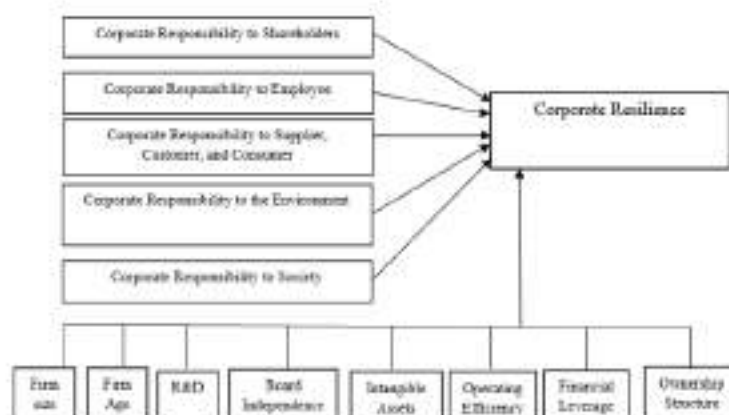 Corporate Responsibility to Shareholders
Corporate Responsibility to Employee
Corporate Responsibility to Supplier,
Customer, and Consumer
Corporate Responsibility to the Environment
Corporate Responsibility to Society
Corporate Resilience
Firm
size
Firm
Age
R&D
Board
Independence
Intangible
Assets
Operating
Efficiency
Financial
Leverage
Ownership
Structure